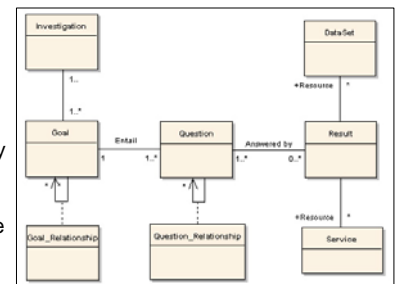 Investigation
DataSet
1..
+Resource *
1..*
Goal
Entail
Question
Answered by
Result
y
1
1..*
1..*
0..*
*
*
+Resource *
e
Goal_Relationship
Question_Relationship
Service